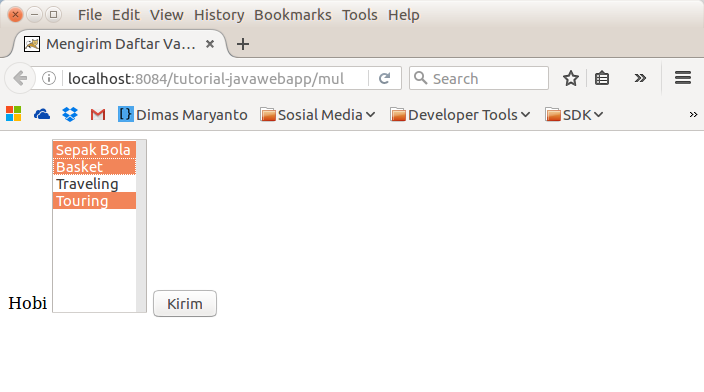 File Edit View History Bookmarks Tools Help
Mengirim Daftar Va...
localhost:8084/tutorial-javawebapp/mul
Search
Dimas Maryanto Sosial Media Developer Tools SDK
Sepak Bola
Basket
Traveling
Touring
Hobi
Kirim